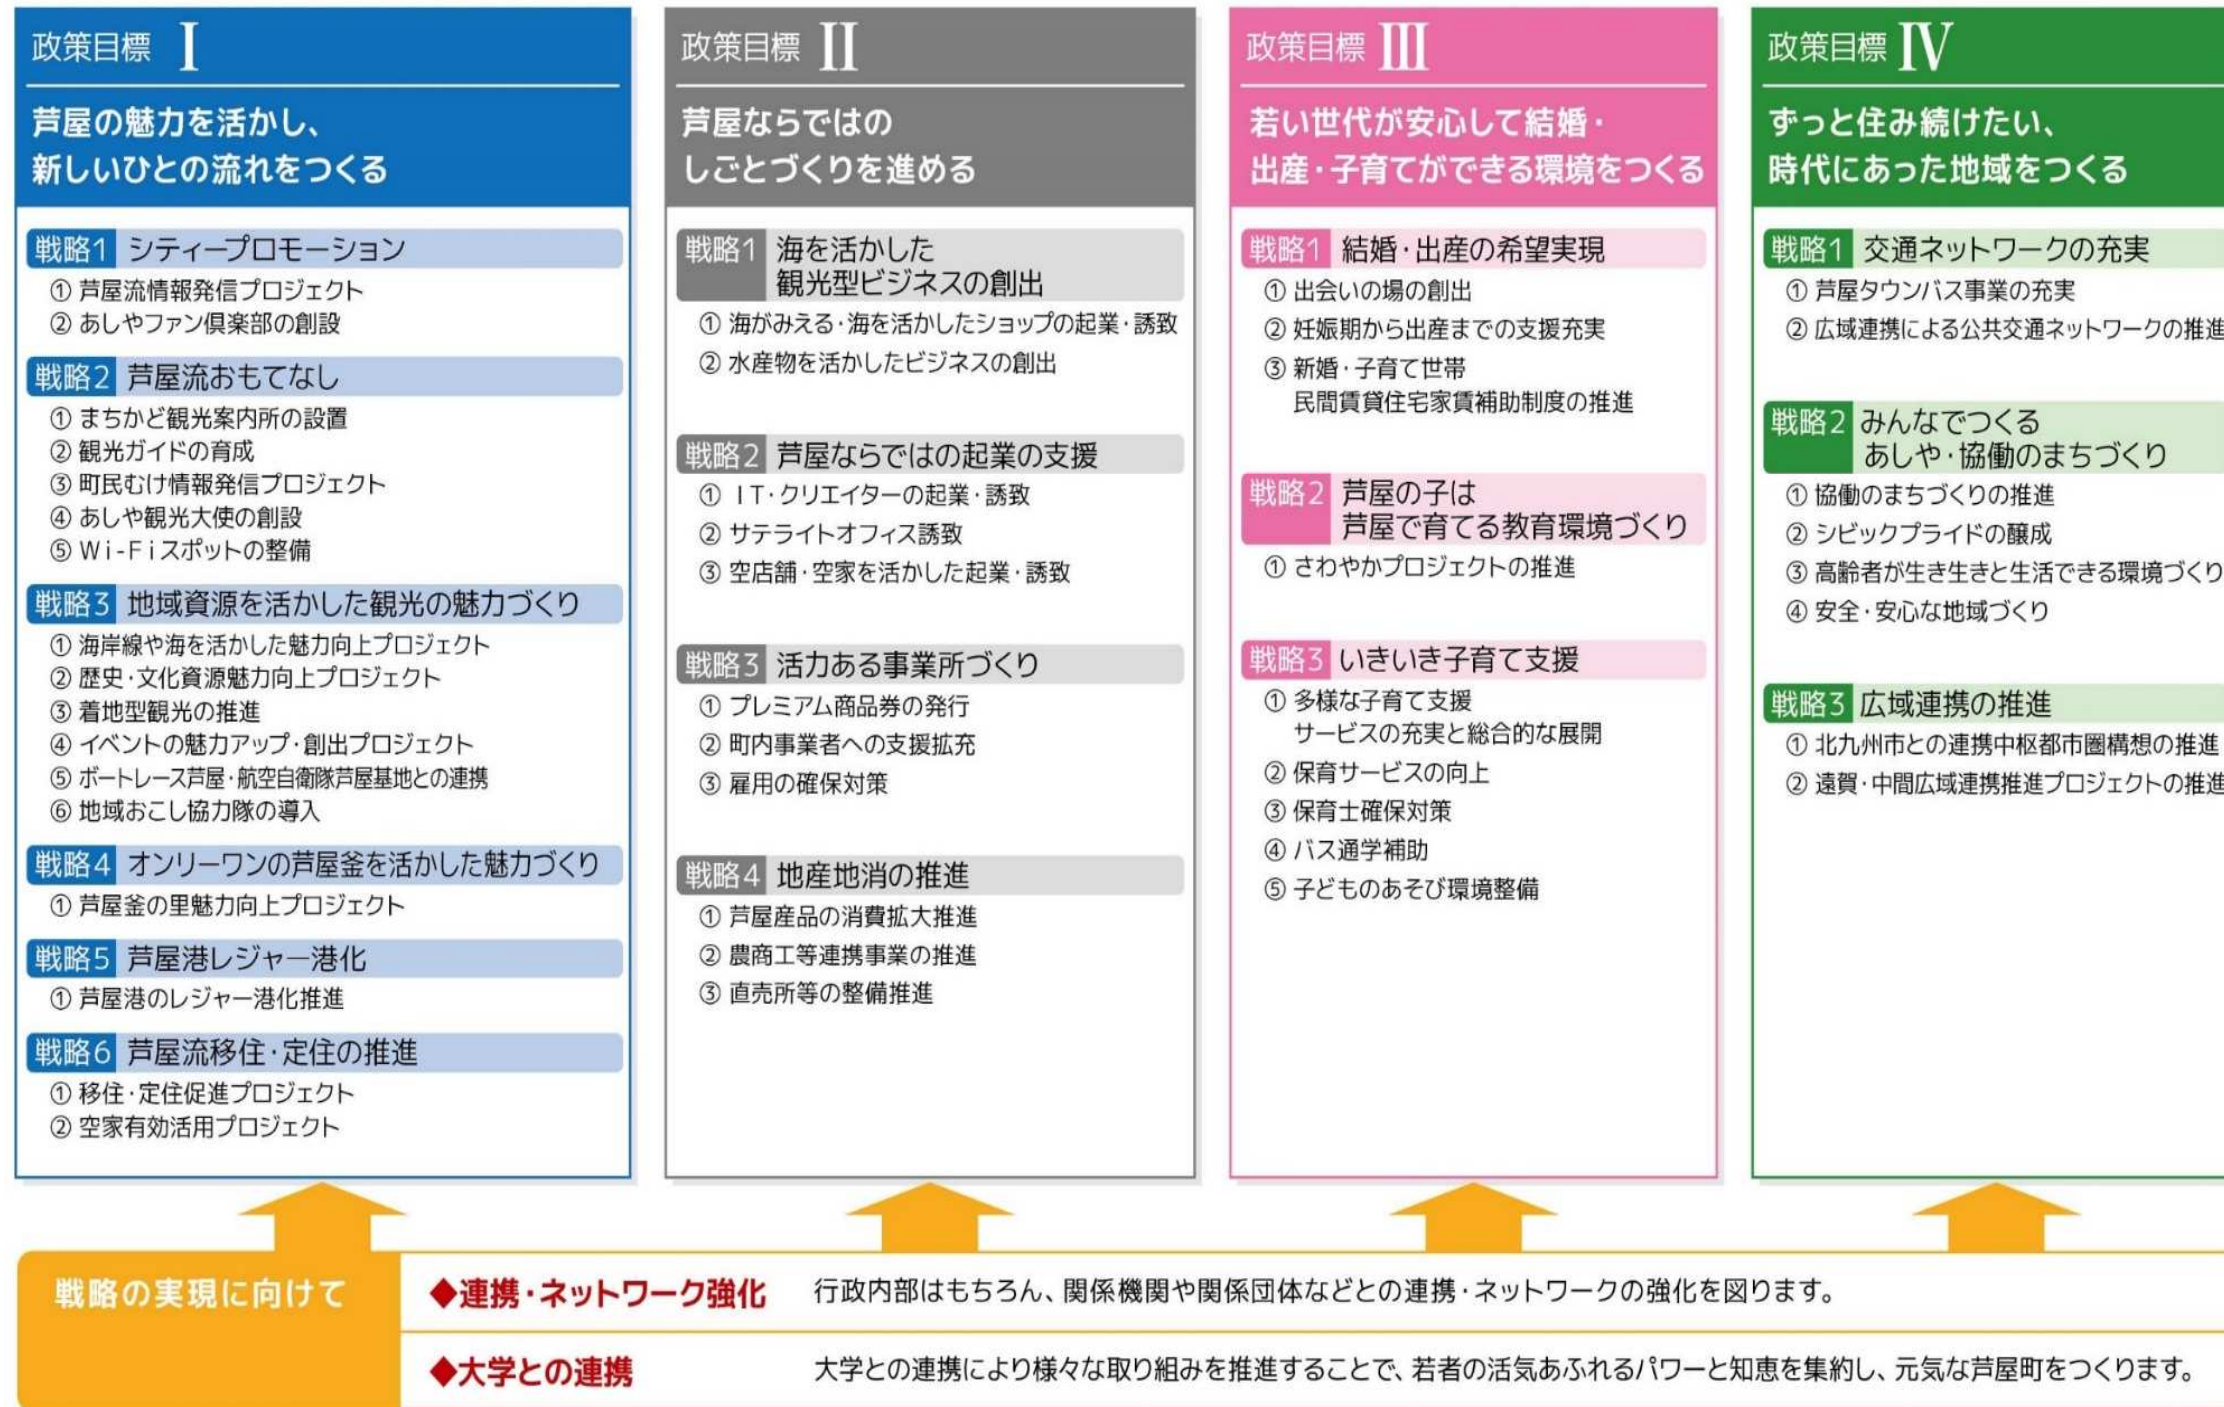 政策目標 Ⅰ
芦屋の魅力を活かし、
新しいひとの流れをつくる
戦略1 シティープロモーション
① 芦屋流情報発信プロジェクト
② あしやファン倶楽部の創設
戦略2 芦屋流おもてなし
① まちかど観光案内所の設置
② 観光ガイドの育成
③ 町民むけ情報発信プロジェクト
④ あしや観光大使の創設
⑤ Wi-Fiスポットの整備
戦略3 地域資源を活かした観光の魅力づくり
① 海岸線や海を活かした魅力向上プロジェクト
② 歴史・文化資源魅力向上プロジェクト
③ 着地型観光の推進
④ イベントの魅力アップ・創出プロジェクト
⑤ ボートレース芦屋・航空自衛隊芦屋基地との連携
⑥ 地域おこし協力隊の導入
戦略4 オンリーワンの芦屋釜を活かした魅力づくり
① 芦屋釜の里魅力向上プロジェクト
戦略5 芦屋港レジャー港化
① 芦屋港のレジャー港化推進
戦略6 芦屋流移住・定住の推進
① 移住・定住促進プロジェクト
② 空家有効活用プロジェクト
政策目標 Ⅱ
芦屋ならではの
しごとづくりを進める
戦略1 海を活かした
観光型ビジネスの創出
① 海がみえる・海を活かしたショップの起業・誘致
② 水産物を活かしたビジネスの創出
戦略2 芦屋ならではの起業の支援
① IT・クリエイターの起業・誘致
② サテライトオフィス誘致
③ 空店舗・空家を活かした起業・誘致
戦略3 活力ある事業所づくり
① プレミアム商品券の発行
② 町内事業者への支援拡充
③ 雇用の確保対策
戦略4 地産地消の推進
① 芦屋産品の消費拡大推進
② 農商工等連携事業の推進
③ 直売所等の整備推進
政策目標 Ⅲ
若い世代が安心して結婚・
出産・子育てができる環境をつくる
戦略1 結婚・出産の希望実現
① 出会いの場の創出
② 妊娠期から出産までの支援充実
③ 新婚・子育て世帯
民間賃貸住宅家賃補助制度の推進
戦略2 芦屋の子は
芦屋で育てる教育環境づくり
① さわやかプロジェクトの推進
戦略3 いきいき子育て支援
① 多様な子育て支援
サービスの充実と総合的な展開
② 保育サービスの向上
③ 保育士確保対策
④ バス通学補助
⑤ 子どものあそび環境整備
政策目標 Ⅳ
ずっと住み続けたい、
時代にあった地域をつくる
戦略1 交通ネットワークの充実
① 芦屋タウンバス事業の充実
② 広域連携による公共交通ネットワークの推進
戦略2 みんなでつくる
あしや・協働のまちづくり
① 協働のまちづくりの推進
② シビックプライドの醸成
③ 高齢者が生き生きと生活できる環境づくり
④ 安全・安心な地域づくり
戦略3 広域連携の推進
① 北九州市との連携中枢都市圏構想の推進
② 遠賀・中間広域連携推進プロジェクトの推進
戦略の実現に向けて
◆連携・ネットワーク強化 行政内部はもちろん、関係機関や関係団体などとの連携・ネットワークの強化を図ります。
◆大学との連携 大学との連携により様々な取り組みを推進することで、若者の活気あふれるパワーと知恵を集約し、元気な芦屋町をつくります。